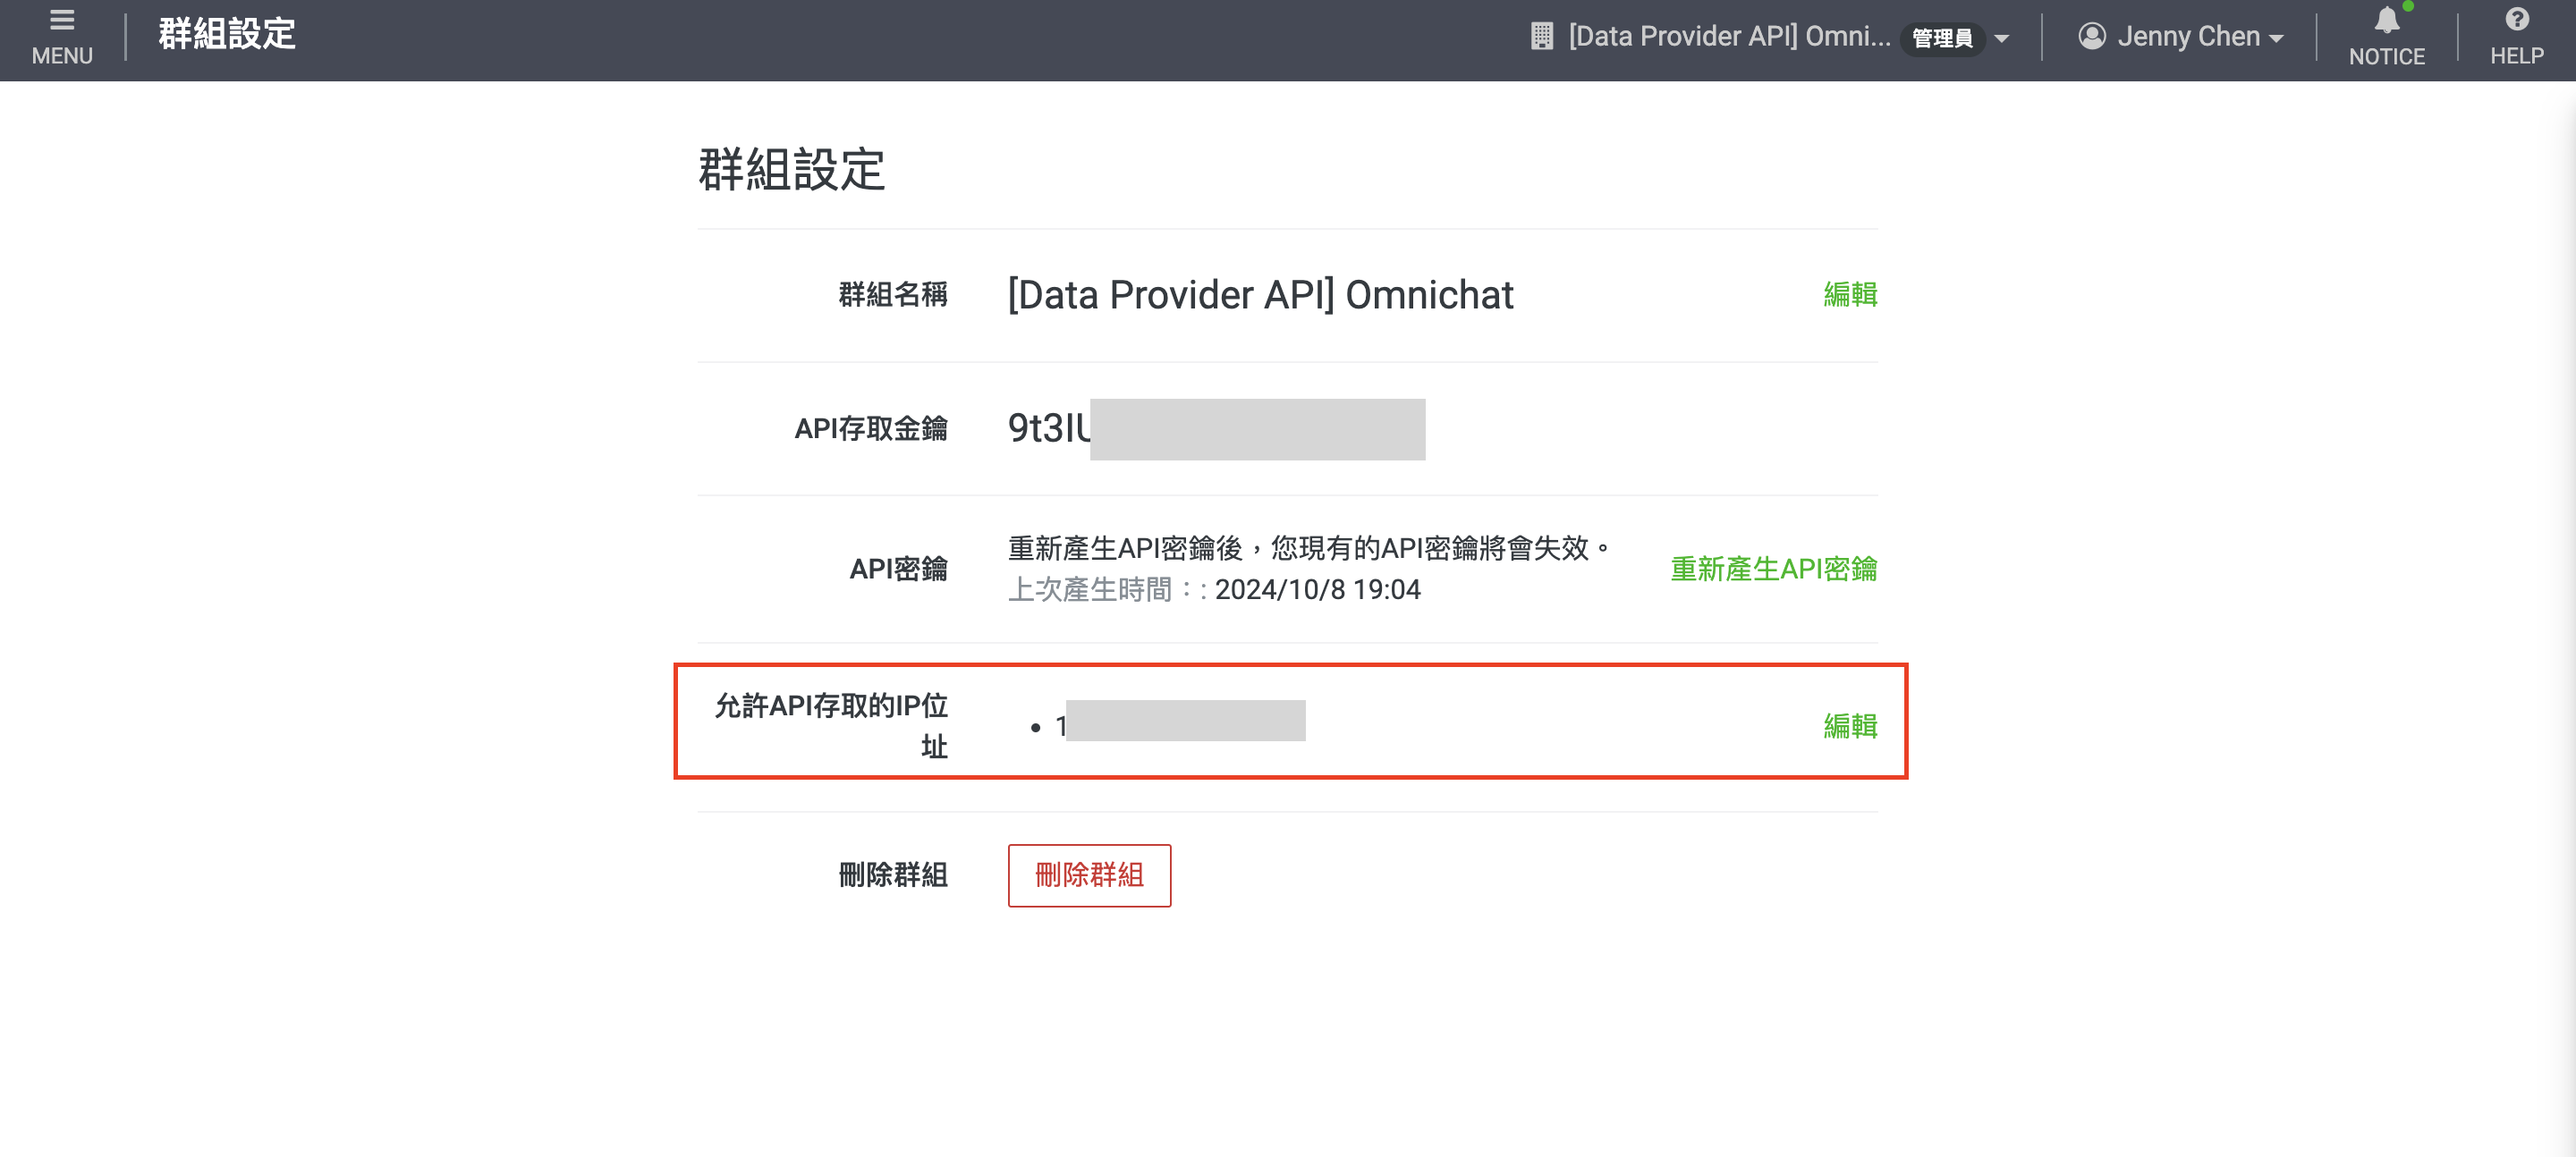 MENU
群組設定
[Data Provider API] Omni... 管理員
Jenny Chen
NOTICE
HELP
群組設定
群組名稱 [Data Provider API] Omnichat 編輯
API存取金鑰 9t3IU
API密鑰
重新產生API密鑰後，您現有的API密鑰將會失效。
上次產生時間：: 2024/10/8 19:04
重新產生API密鑰
允許API存取的IP位
址
• 1
編輯
刪除群組 刪除群組